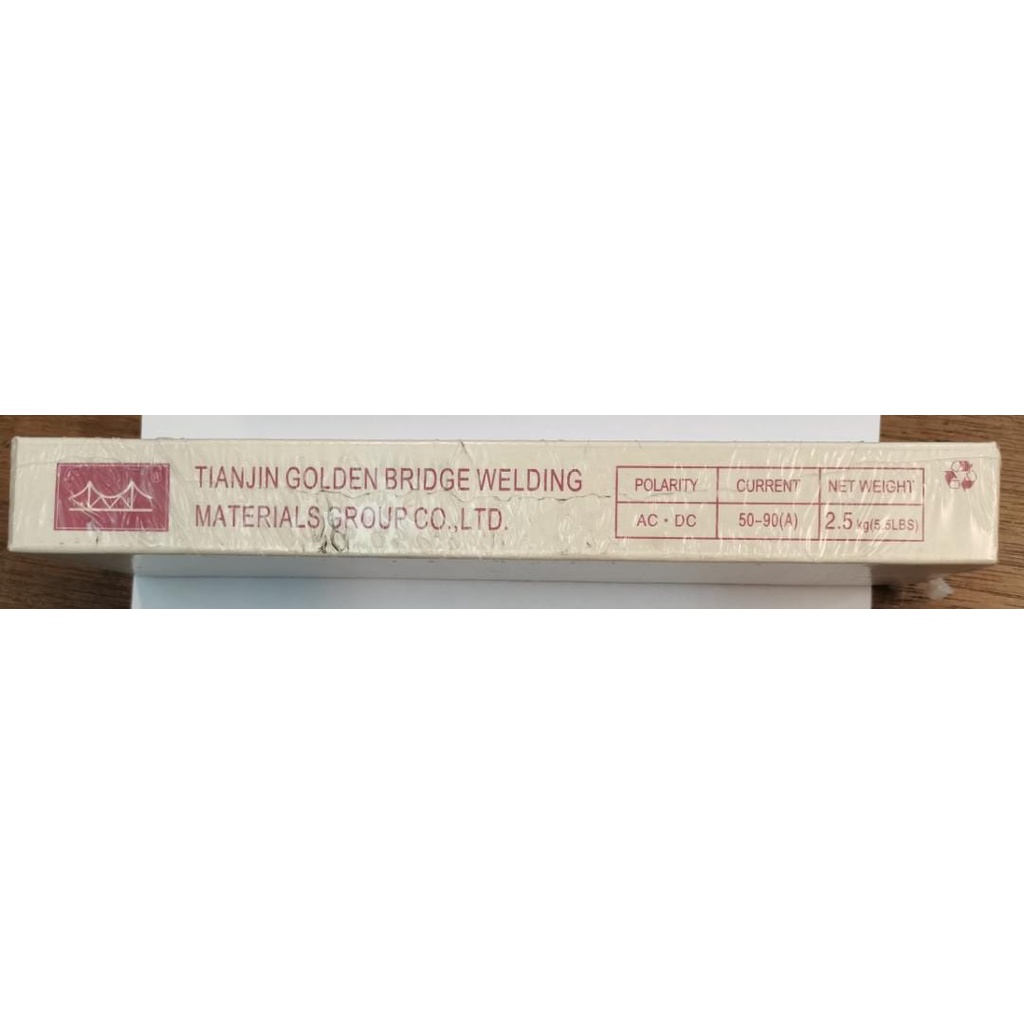 ®
TIANJIN GOLDEN BRIDGE WELDING
MATERIALS GROUP CO.,LTD.
POLARITY CURRENT NET WEIGHT
AC · DC 50-90(A) 2.5 kg(5.5LBS)